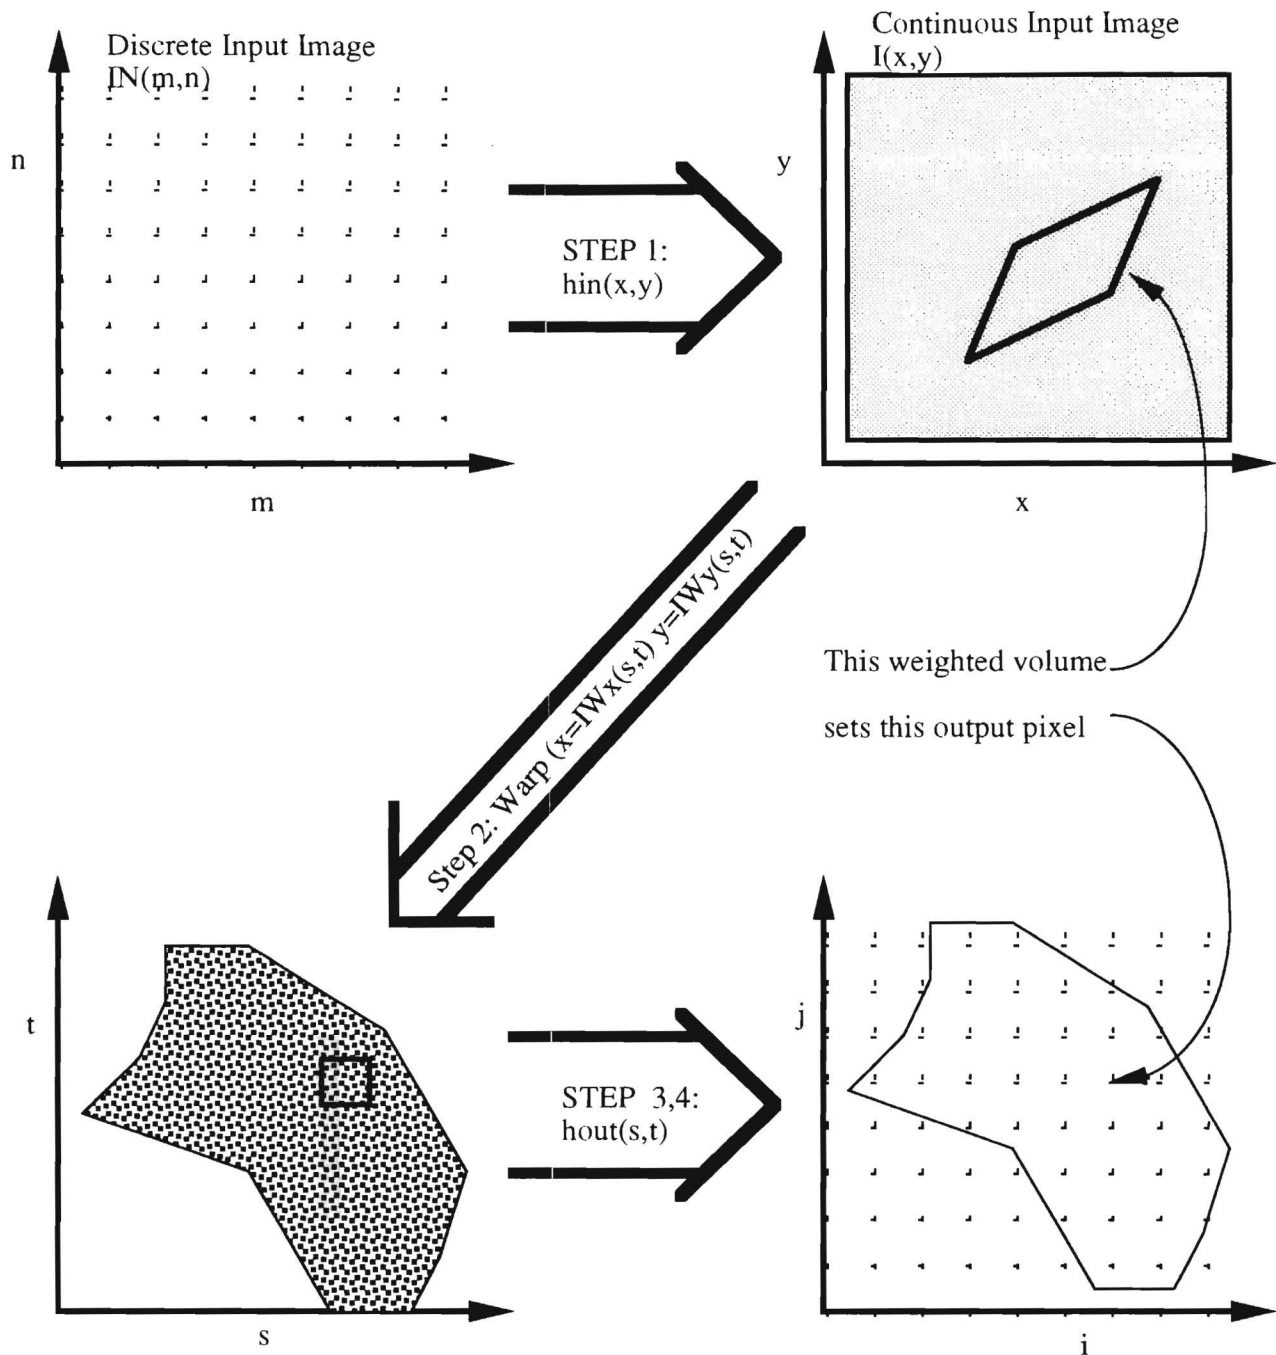 Discrete Input Image
IN(m,n)
n
m
STEP 1:
hin(x,y)
Continuous Input Image
I(x,y)
y
x
Step 2: Warp (x=IWx(s,t) y=IWy(s,t)
This weighted volume
sets this output pixel
t
s
STEP 3,4:
hout(s,t)
j
i